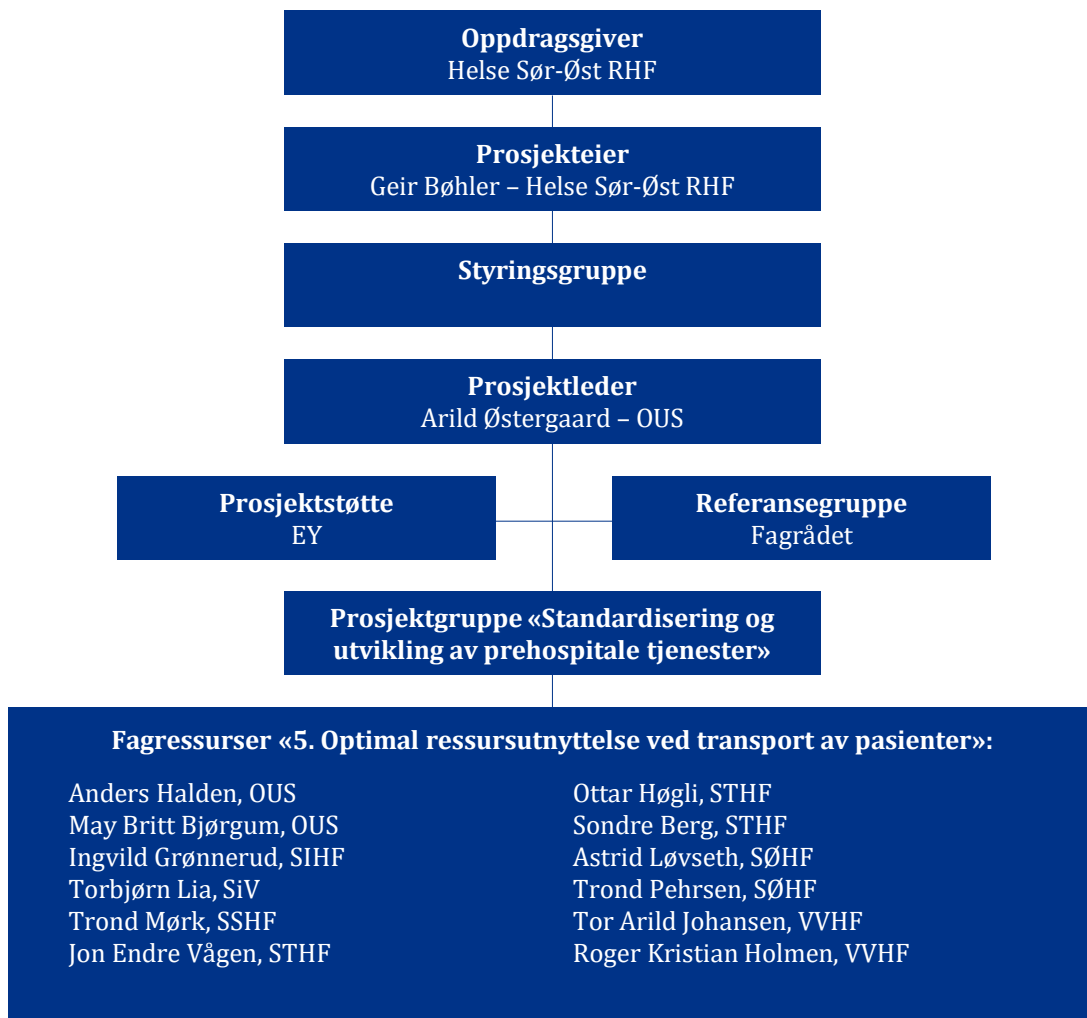 Oppdragsgiver
Helse Sør-Øst RHF
Prosjekteier
Geir Bøhler – Helse Sør-Øst RHF
Styringsgruppe
Prosjektleder
Arild Østergaard – OUS
Prosjektstøtte
EY
Referansegruppe
Fagrådet
Prosjektgruppe «Standardisering og
utvikling av prehospitale tjenester»
Fagressurser «5. Optimal ressursutnyttelse ved transport av pasienter»:
Anders Halden, OUS
May Britt Bjørgum, OUS
Ingvild Grønnerud, SIHF
Torbjørn Lia, SiV
Trond Mørk, SSHF
Jon Endre Vågen, STHF
Ottar Høgli, STHF
Sondre Berg, STHF
Astrid Løvseth, SØHF
Trond Pehrsen, SØHF
Tor Arild Johansen, VVHF
Roger Kristian Holmen, VVHF